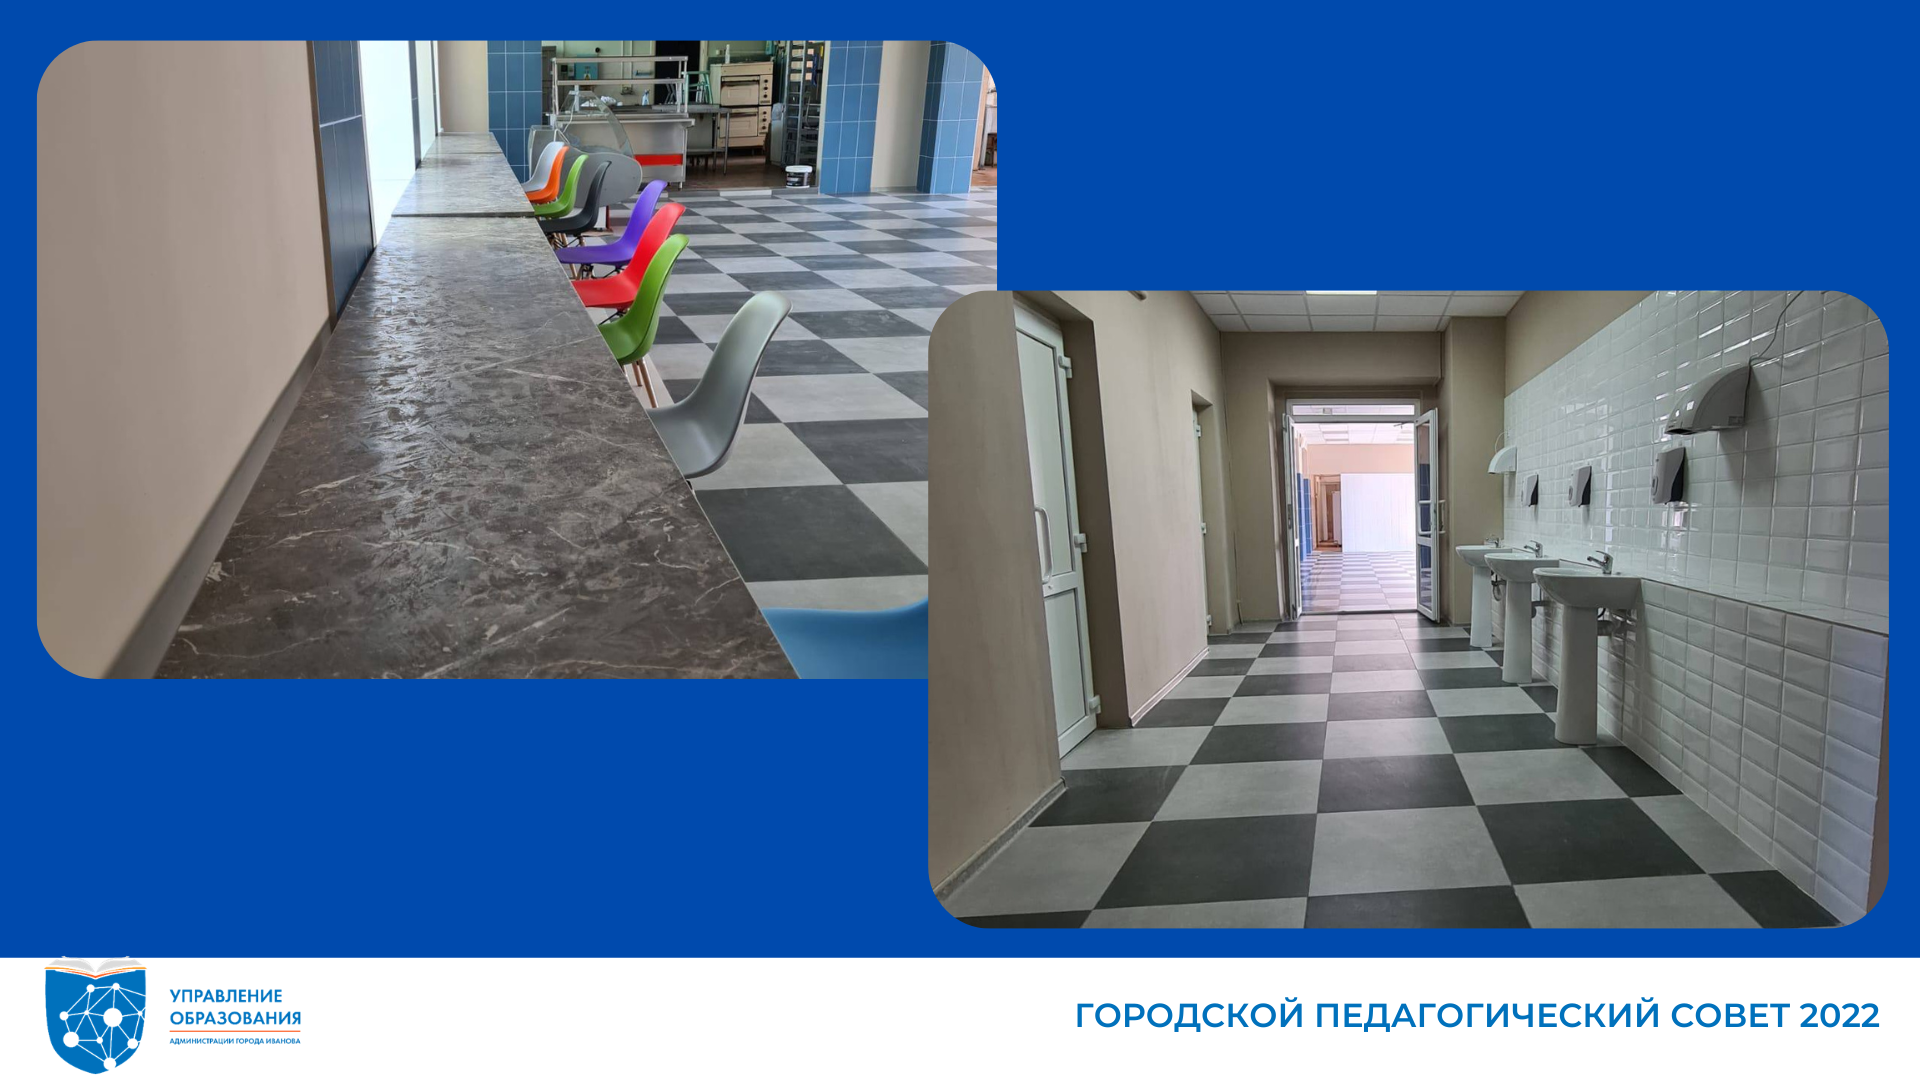 УПРАВЛЕНИЕ
ОБРАЗОВАНИЯ
АДМИНИСТРАЦИИ ГОРОДА ИВАНОВА
ГОРОДСКОЙ ПЕДАГОГИЧЕСКИЙ СОВЕТ 2022